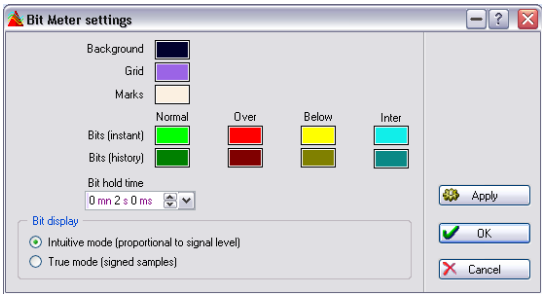 Bit Meter settings
Background
Grid
Marks
Normal Over Below Inter
Bits (instant)
Bits (history)
Bit hold time
0 mn 2 s 0 ms
Bit display
Intuitive mode (proportional to signal level)
True mode (signed samples)
Apply
OK
Cancel